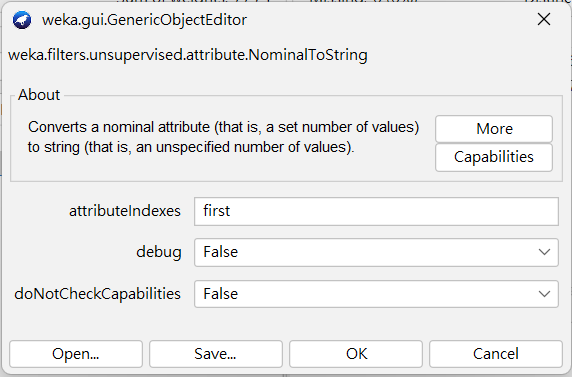 weka.gui.GenericObjectEditor
weka.filters.unsupervised.attribute.NominalToString
About
Converts a nominal attribute (that is, a set number of values)
to string (that is, an unspecified number of values).
More
Capabilities
attributeIndexes first
debug False
doNotCheckCapabilities False
Open... Save... OK Cancel